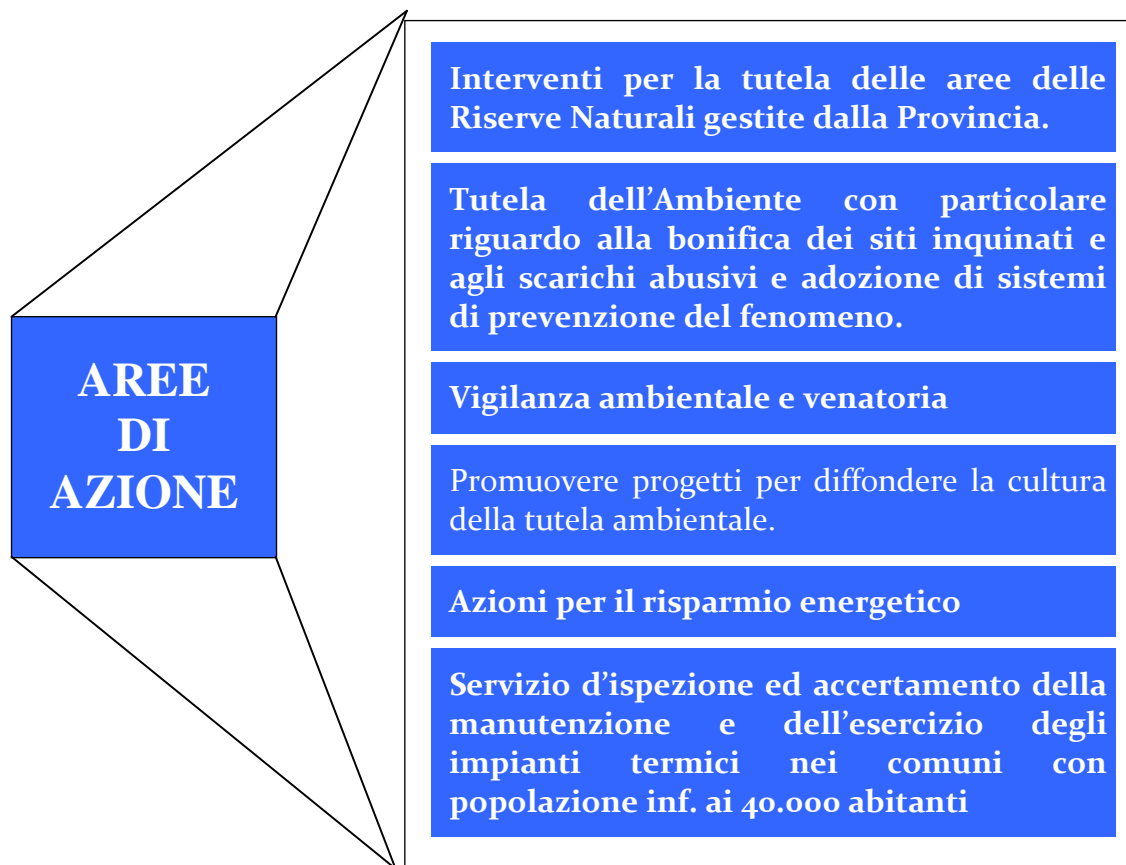 AREE
DI
AZIONE
Interventi per la tutela delle aree delle
Riserve Naturali gestite dalla Provincia.
Tutela dell’Ambiente con particolare
riguardo alla bonifica dei siti inquinati e
agli scarichi abusivi e adozione di sistemi
di prevenzione del fenomeno.
Vigilanza ambientale e venatoria
Promuovere progetti per diffondere la cultura
della tutela ambientale.
Azioni per il risparmio energetico
Servizio d’ispezione ed accertamento della
manutenzione e dell’esercizio degli
impianti termici nei comuni con
popolazione inf. ai 40.000 abitanti